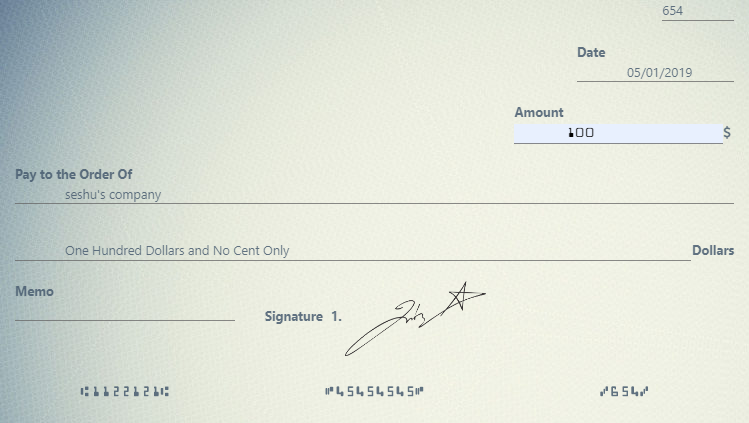 654
Date
05/01/2019
Amount
100 $
Pay to the Order Of
seshu's company
One Hundred Dollars and No Cent Only Dollars
Memo
Signature 1.
⑆1122121⑆ ⑈45454545⑈ ⑇654⑇